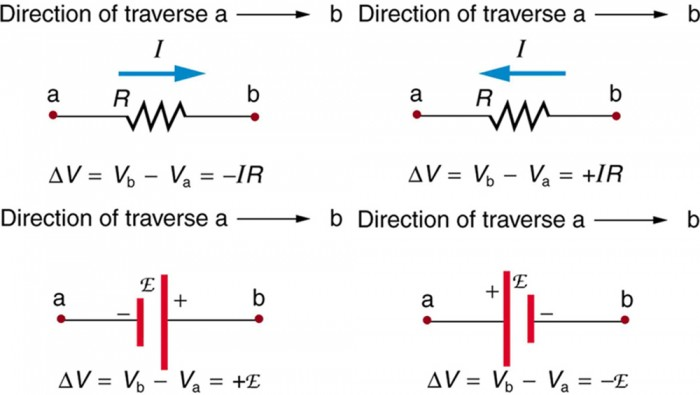 Direction of traverse a ⟶ b
I
a R b
ΔV = V_b − V_a = −IR
Direction of traverse a ⟶ b
I
a R b
ΔV = V_b − V_a = +IR
Direction of traverse a ⟶ b
ℰ
a − + b
ΔV = V_b − V_a = +ℰ
Direction of traverse a ⟶ b
ℰ
a + − b
ΔV = V_b − V_a = −ℰ